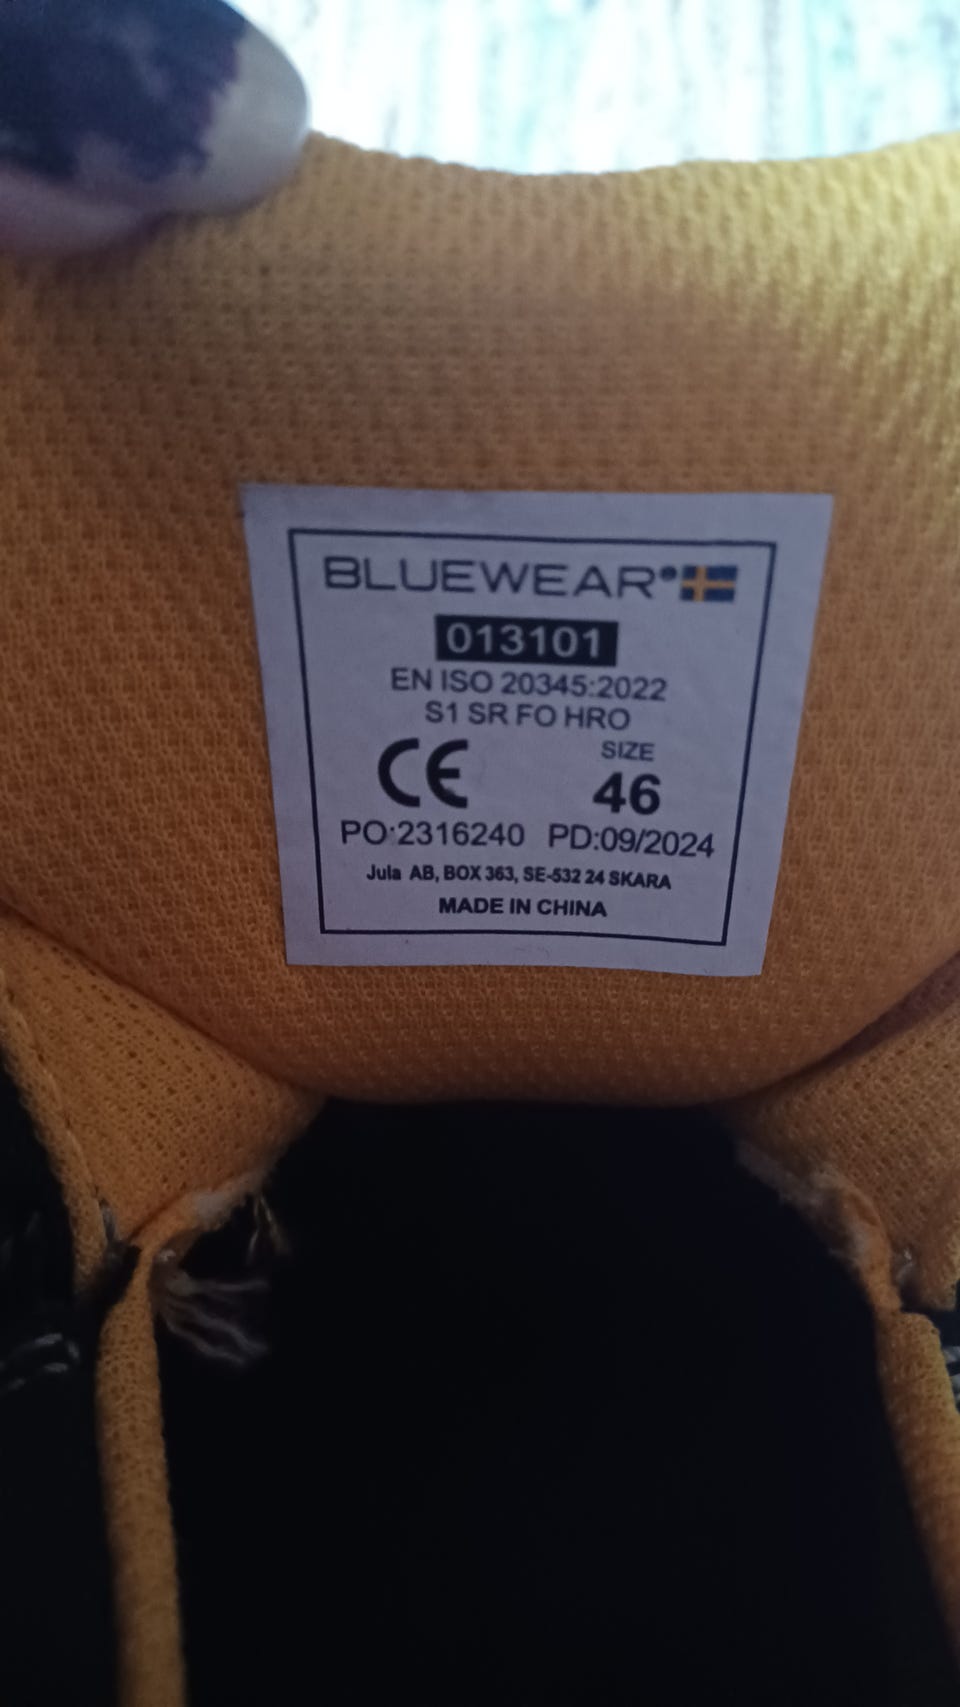 BLUEWEAR®
013101
EN ISO 20345:2022
S1 SR FO HRO
CE
SIZE
46
PO:2316240 PD:09/2024
Jula AB, BOX 363, SE-532 24 SKARA
MADE IN CHINA